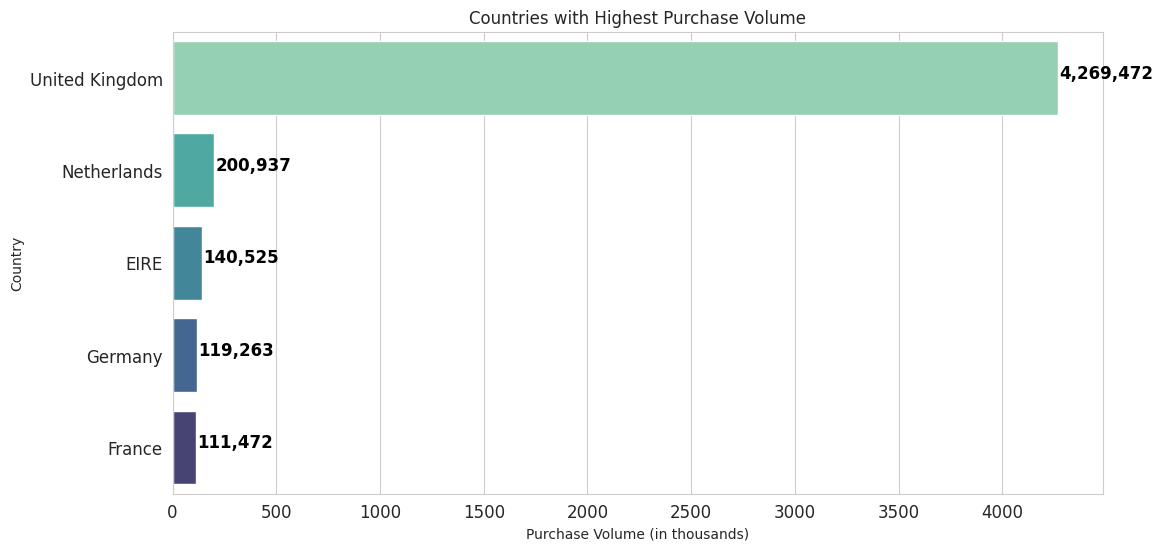 Countries with Highest Purchase Volume
United Kingdom
4,269,472
Netherlands
200,937
EIRE
140,525
Germany
119,263
France
111,472
Country
0 500 1000 1500 2000 2500 3000 3500 4000
Purchase Volume (in thousands)